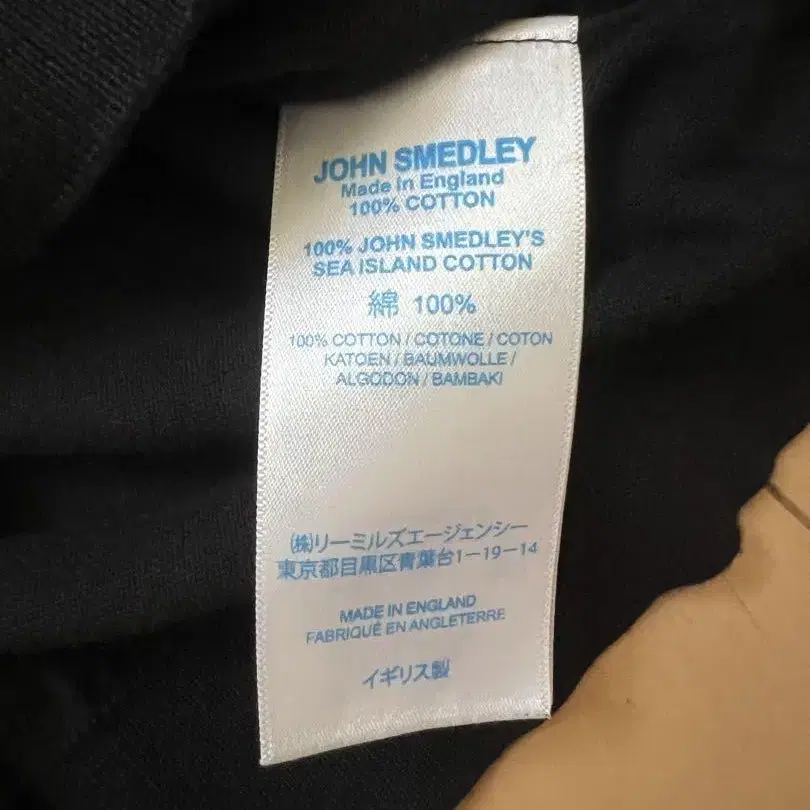 JOHN SMEDLEY
Made in England
100% COTTON
100% JOHN SMEDLEY'S
SEA ISLAND COTTON
綿 100%
100% COTTON / COTONE / COTON
KATOEN / BAUMWOLLE /
ALGODON / BAMBAKI
㈱リーミルズエージェンシー
東京都目黒区青葉台1-19-14
MADE IN ENGLAND
FABRIQUÉ EN ANGLETERRE
イギリス製